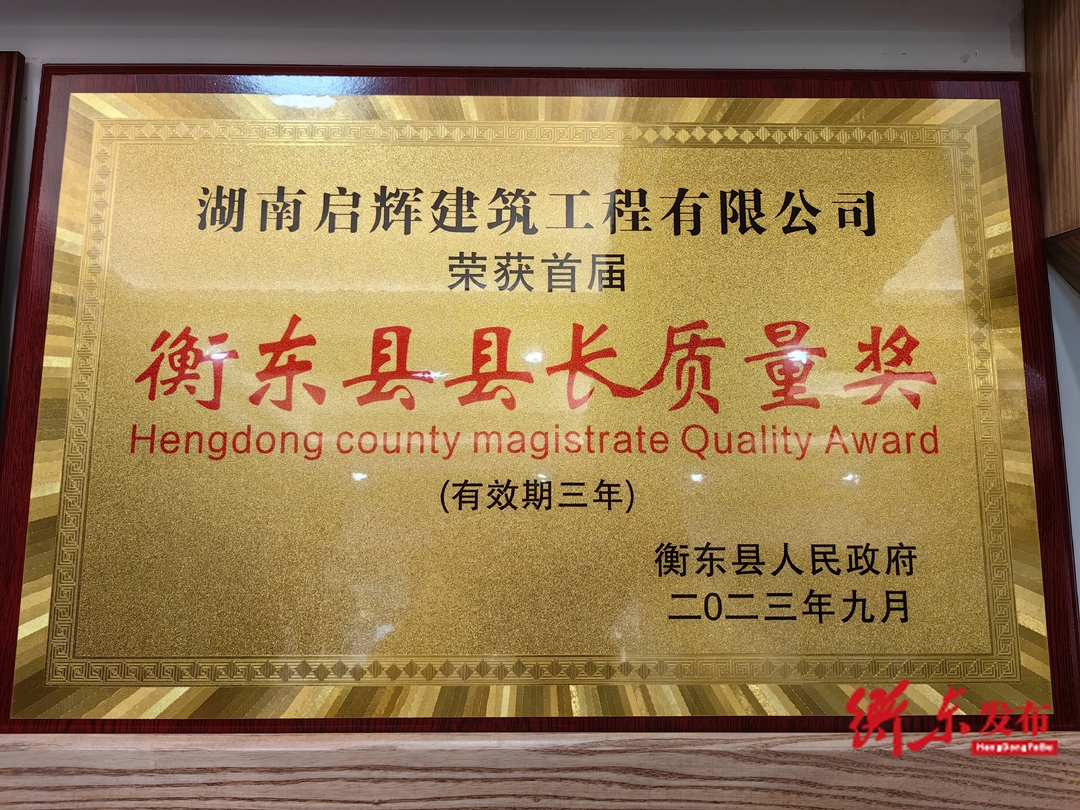 湖南启辉建筑工程有限公司
荣获首届
衡东县县长质量奖
Hengdong county magistrate Quality Award
(有效期三年)
衡东县人民政府
二0二三年九月
衡东发布
HengDongFaBu